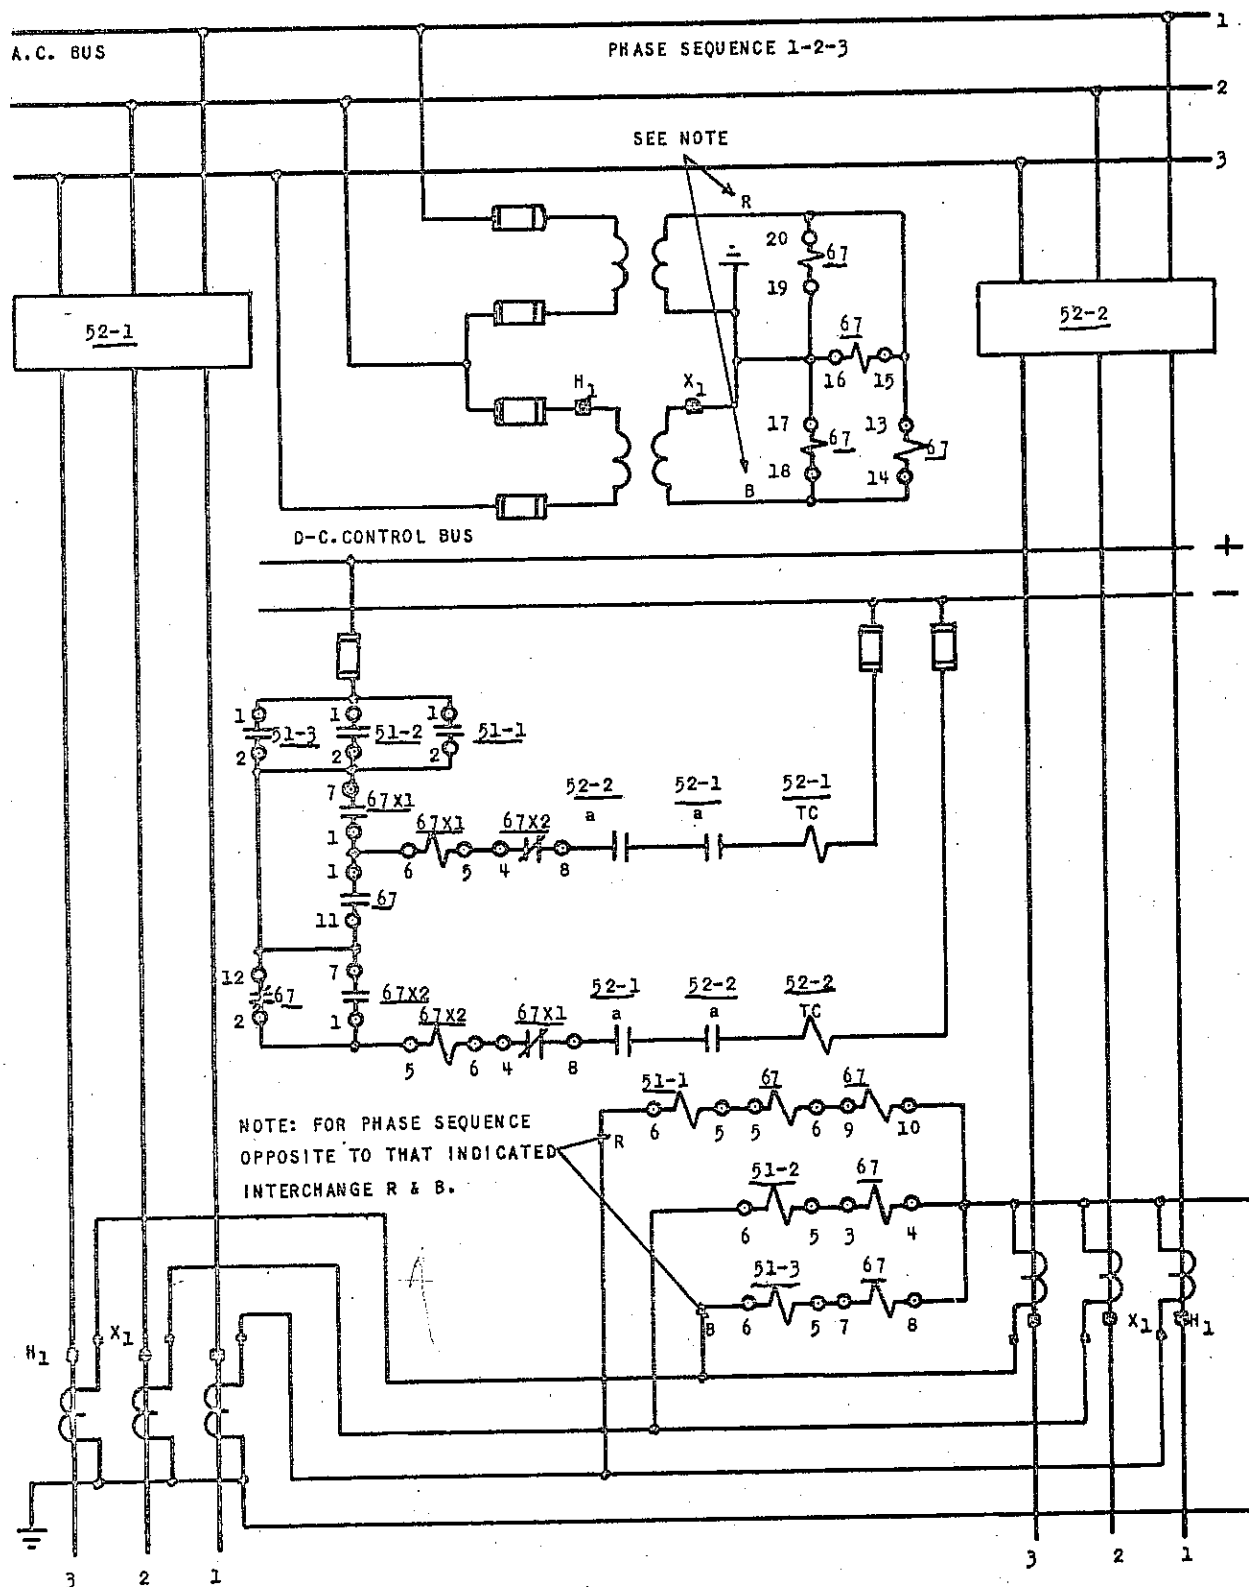 1
A.C. BUS
PHASE SEQUENCE 1-2-3
2
SEE NOTE
3
R
20
67
19
52-1
52-2
67
H1
X1
16
15
17
13
67
67
18
14
B
D-C.CONTROL BUS
+
−
1
1
1
51-3
51-2
51-1
2
2
2
7
52-2
52-1
52-1
67X1
a
a
TC
1
67X1
67X2
6
5
4
8
1
67
11
12
7
67
67X2
52-1
52-2
52-2
a
a
TC
2
1
67X2
67X1
5
6
4
8
51-1
67
67
6
5
5
6
9
10
NOTE: FOR PHASE SEQUENCE
R
OPPOSITE TO THAT INDICATED
INTERCHANGE R & B.
51-2
67
6
5
3
4
51-3
67
B
6
5
7
8
H1
X1
X1
H1
3
2
1
3
2
1